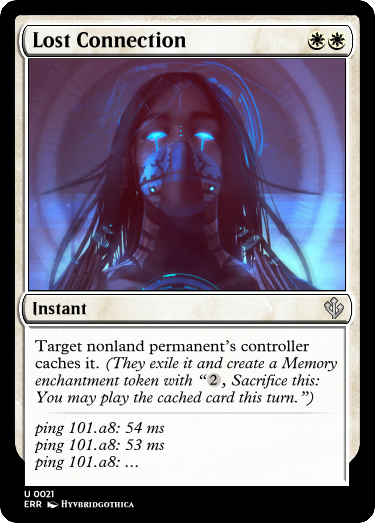 Lost Connection
Instant
Target nonland permanent's controller
caches it. (They exile it and create a Memory
enchantment token with “2, Sacrifice this:
You may play the cached card this turn.”)
ping 101.a8: 54 ms
ping 101.a8: 53 ms
ping 101.a8: …
U 0021
ERR HYVBRIDGOTHICA